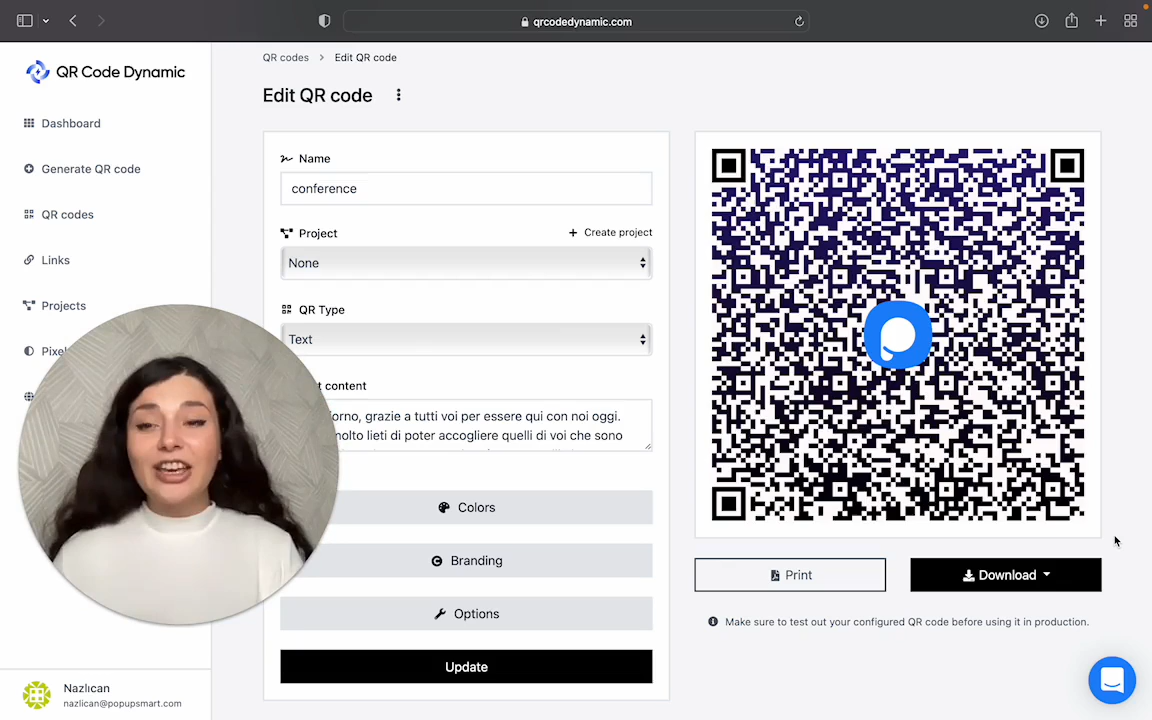 qrcodedynamic.com
QR Code Dynamic
Dashboard
Generate QR code
QR codes
Links
Projects
QR codes > Edit QR code
Edit QR code
Name
conference
Project
+ Create project
None
QR Type
Text
content
grazie a tutti voi per essere qui con noi oggi.
lieti di poter accogliere quelli di voi che sono
Colors
Branding
Options
Update
Print
Download
Make sure to test out your configured QR code before using it in production.
Nazlıcan
nazlican@popupsmart.com